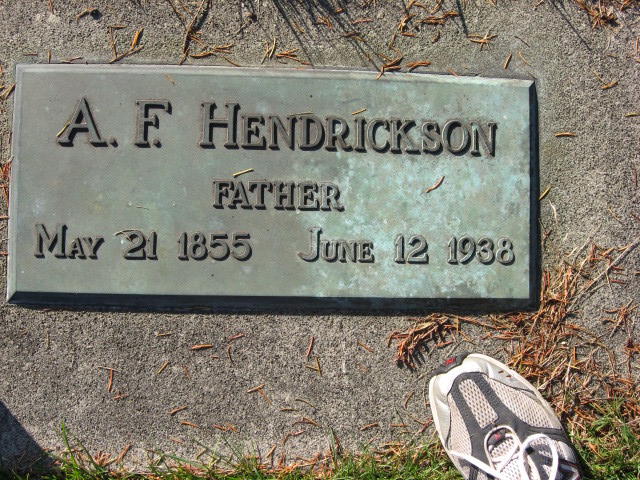 A. F. HENDRICKSON
FATHER
MAY 21 1855 JUNE 12 1938